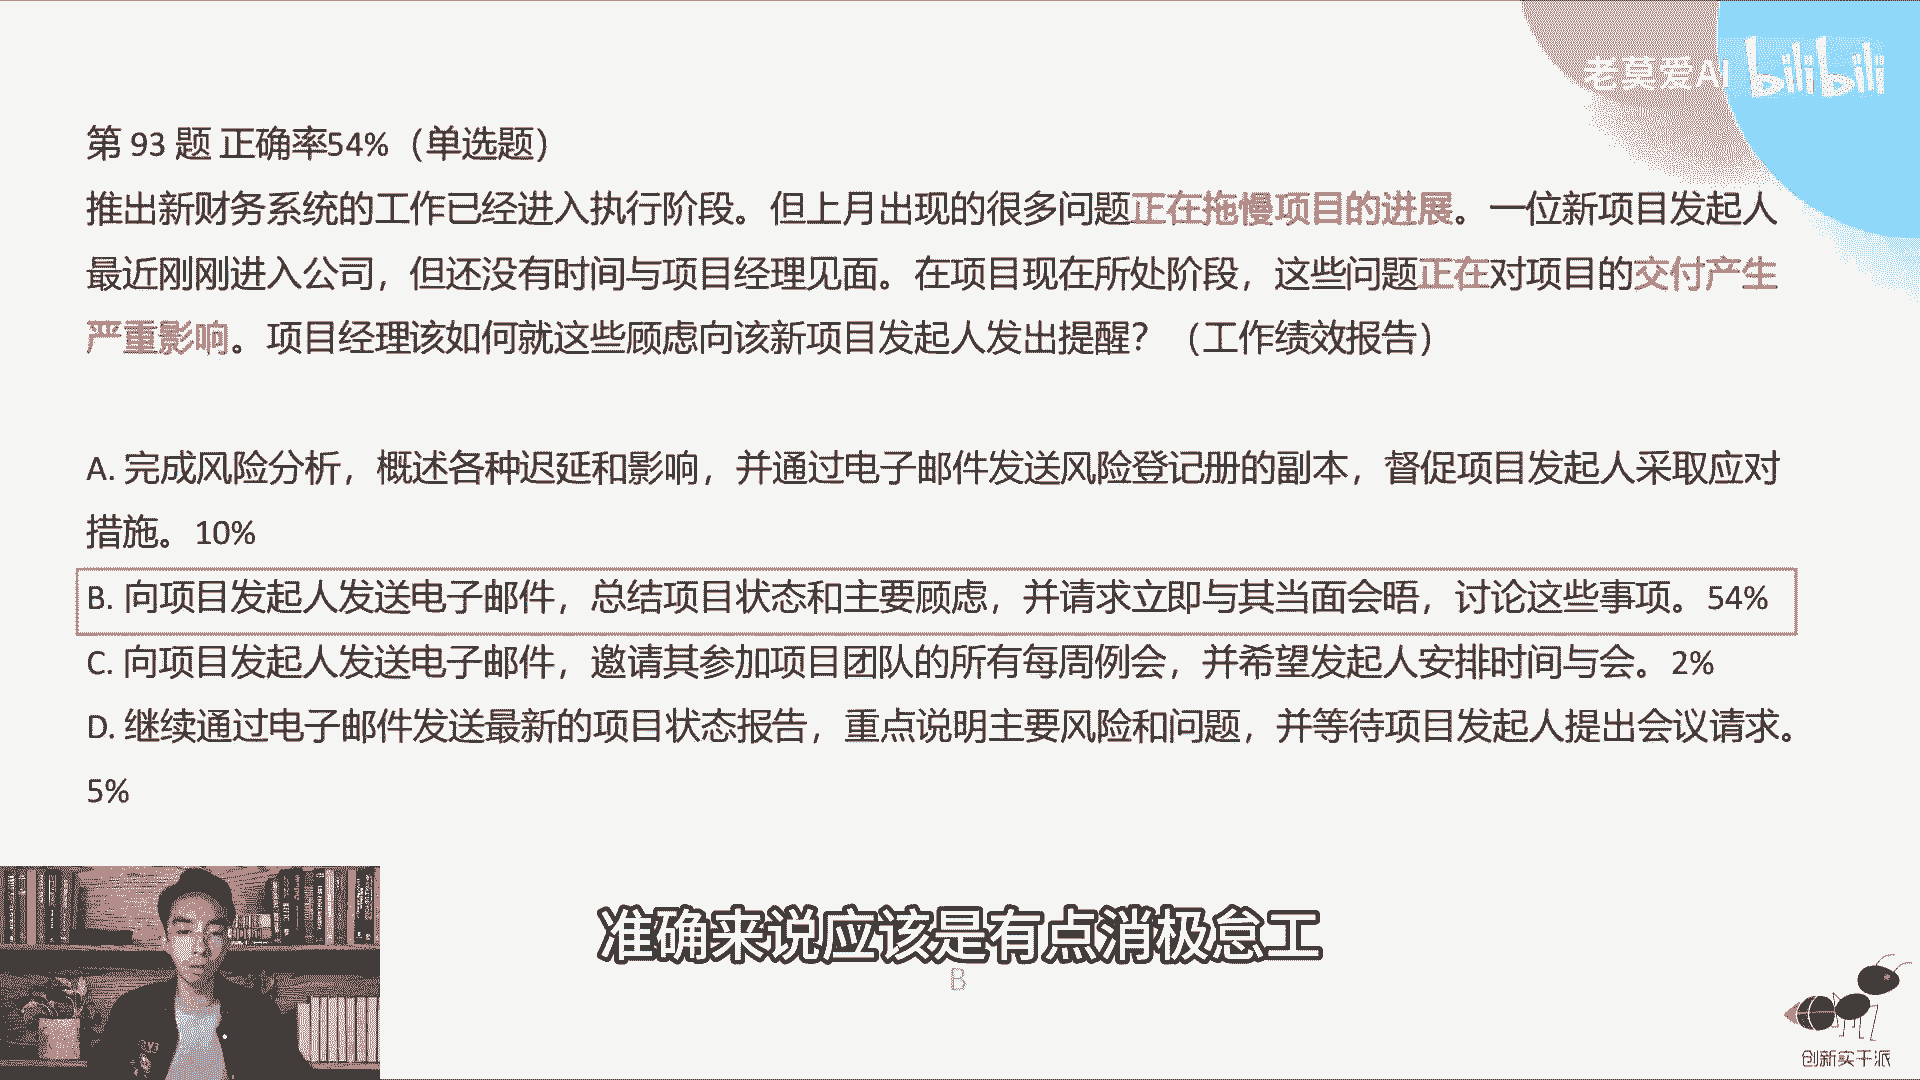 老莫爱AI bilibili
第 93 题 正确率54%（单选题）
推出新财务系统的工作已经进入执行阶段。但上月出现的很多问题正在拖慢项目的进展。一位新项目发起人
最近刚刚进入公司，但还没有时间与项目经理见面。在项目现在所处阶段，这些问题正在对项目的交付产生
严重影响。项目经理该如何就这些顾虑向该新项目发起人发出提醒？（工作绩效报告）
A. 完成风险分析，概述各种迟延和影响，并通过电子邮件发送风险登记册的副本，督促项目发起人采取应对
措施。10%
B. 向项目发起人发送电子邮件，总结项目状态和主要顾虑，并请求立即与其当面会晤，讨论这些事项。54%
C. 向项目发起人发送电子邮件，邀请其参加项目团队的所有每周例会，并希望发起人安排时间与会。2%
D. 继续通过电子邮件发送最新的项目状态报告，重点说明主要风险和问题，并等待项目发起人提出会议请求。
5%
准确来说应该是有点消极怠工
B
创新实干派